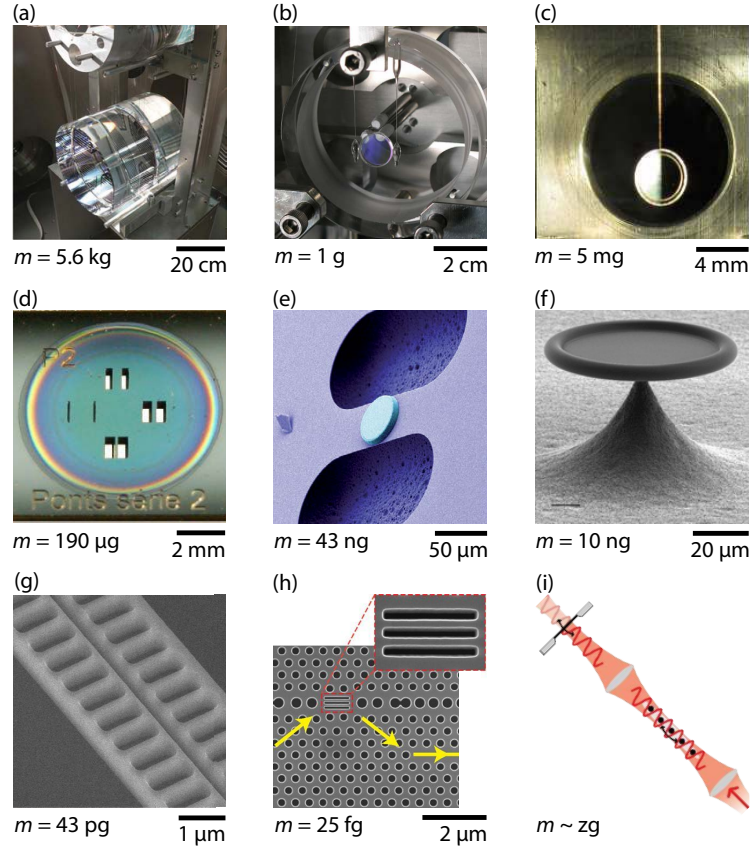 (a)
(b)
(c)
m = 5.6 kg
20 cm
m = 1 g
2 cm
m = 5 mg
4 mm
(d)
(e)
(f)
P2
Ponts série 2
m = 190 µg
2 mm
m = 43 ng
50 µm
m = 10 ng
20 µm
(g)
(h)
(i)
m = 43 pg
1 µm
m = 25 fg
2 µm
m ~ zg